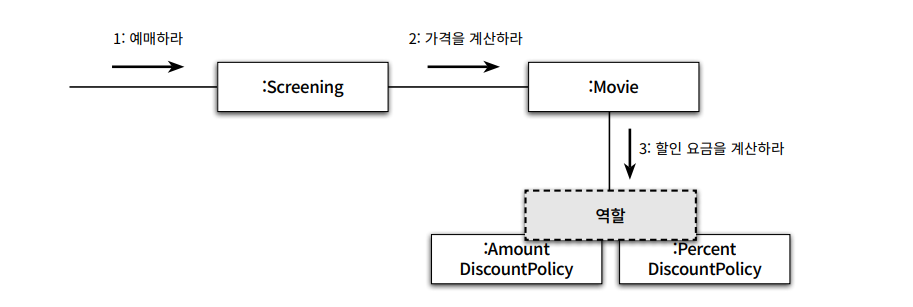 1: 예매하라
2: 가격을 계산하라
:Screening
:Movie
3: 할인 요금을 계산하라
역할
:Amount
DiscountPolicy
:Percent
DiscountPolicy